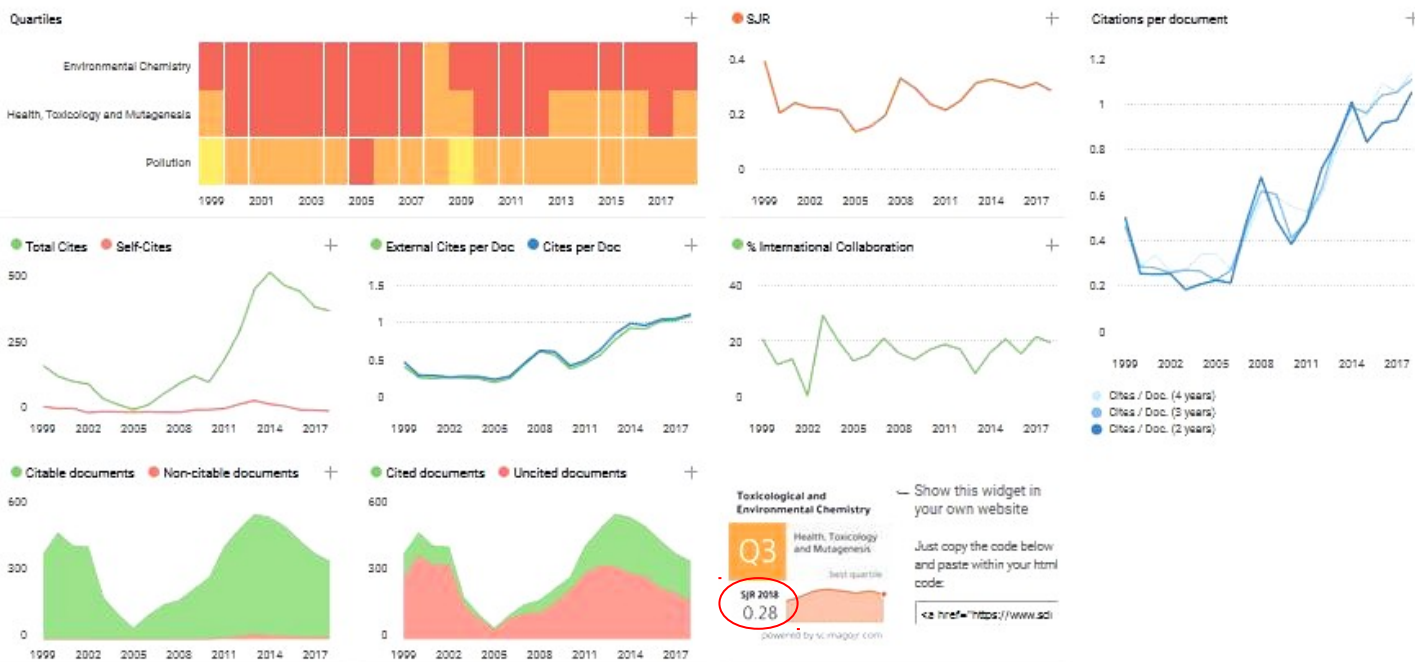 Quartiles
Environmental Chemistry
Health, Toxicology and Mutagenesis
Pollution
1999 2001 2003 2005 2007 2009 2011 2013 2015 2017
SJR
0.4
0.2
0
1999 2002 2005 2008 2011 2014 2017
Citations per document
1.2
1
0.8
0.6
0.4
0.2
0
1999 2002 2005 2008 2011 2014 2017
Cites / Doc. (4 years)
Cites / Doc. (3 years)
Cites / Doc. (2 years)
Total Cites Self-Cites
500
250
0
1999 2002 2005 2008 2011 2014 2017
External Cites per Doc Cites per Doc
1.5
1
0.5
0
1999 2002 2005 2008 2011 2014 2017
% International Collaboration
40
20
0
1999 2002 2005 2008 2011 2014 2017
Citable documents Non-citable documents
600
300
0
1999 2002 2005 2008 2011 2014 2017
Cited documents Uncited documents
600
300
0
1999 2002 2005 2008 2011 2014 2017
Toxicological and
Environmental Chemistry
Q3
Health, Toxicology
and Mutagenesis
best quartile
SJR 2018
0.28
powered by scimagojr.com
Show this widget in
your own website
Just copy the code below
and paste within your html
code:
<a href="https://www.sci